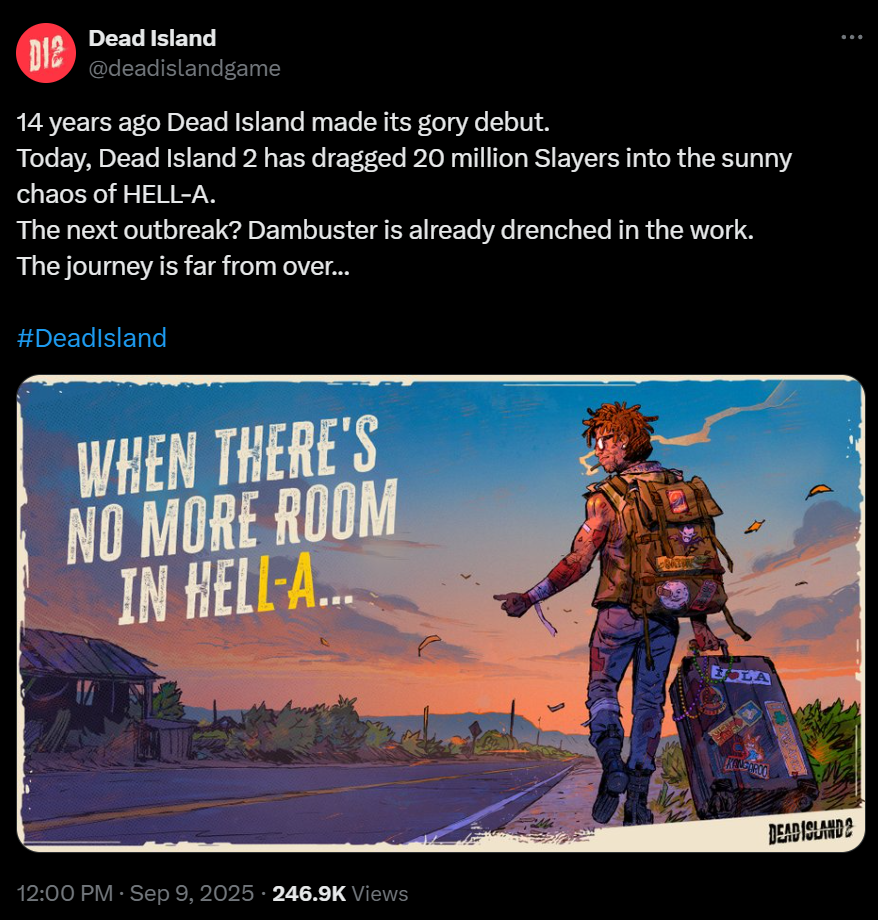 DI2
Dead Island
@deadislandgame
14 years ago Dead Island made its gory debut.
Today, Dead Island 2 has dragged 20 million Slayers into the sunny
chaos of HELL-A.
The next outbreak? Dambuster is already drenched in the work.
The journey is far from over...
#DeadIsland
WHEN THERE'S
NO MORE ROOM
IN HELL-A...
DEAD ISLAND 2
12:00 PM · Sep 9, 2025 · 246.9K Views